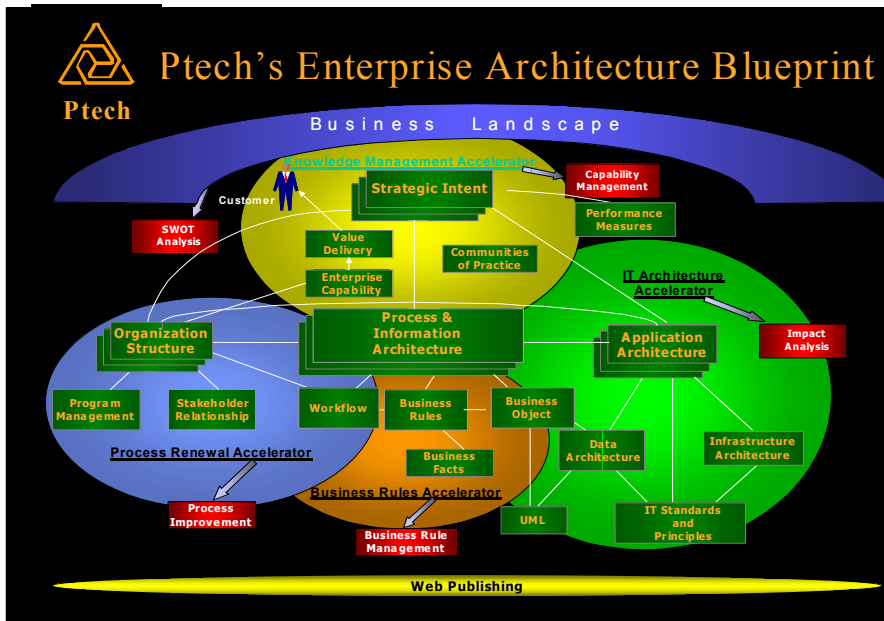 Ptech's Enterprise Architecture Blueprint
Ptech
Business Landscape
Knowledge Management Accelerator
Strategic Intent
Capability
Management
Customer
Performance
Measures
SWOT
Analysis
Value
Delivery
Communities
of Practice
Enterprise
Capability
IT Architecture
Accelerator
Organization
Structure
Process &
Information
Architecture
Application
Architecture
Impact
Analysis
Program
Management
Stakeholder
Relationship
Workflow
Business
Rules
Business
Object
Data
Architecture
Infrastructure
Architecture
Process Renewal Accelerator
Business
Facts
Business Rules Accelerator
Process
Improvement
UML
IT Standards
and
Principles
Business Rule
Management
Web Publishing